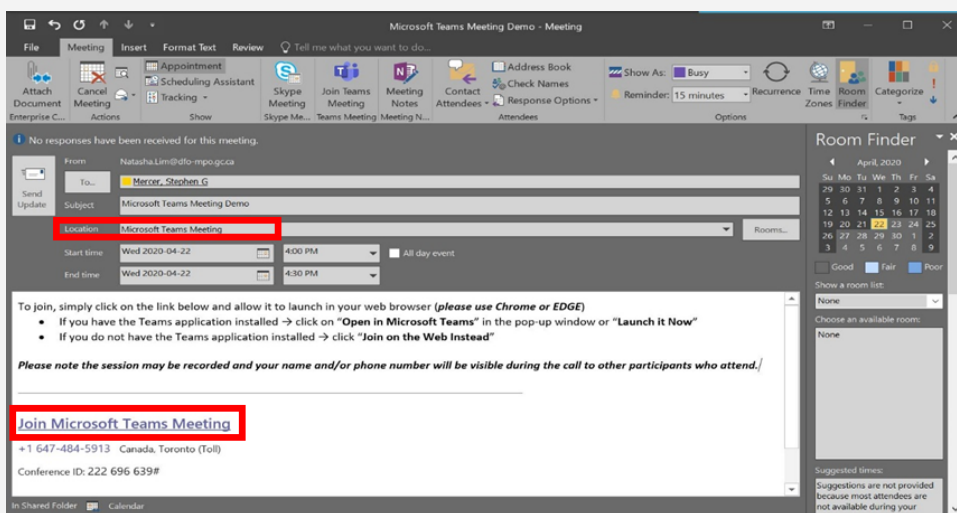 Microsoft Teams Meeting Demo - Meeting
File Meeting Insert Format Text Review Tell me what you want to do...
Attach Document
Enterprise C...
Cancel Meeting
Actions
Appointment
Scheduling Assistant
Tracking
Show
Skype Meeting
Skype Me...
Join Teams Meeting
Teams Meeting
Meeting Notes
Meeting N...
Contact Attendees
Address Book
Check Names
Response Options
Attendees
Show As: Busy
Reminder: 15 minutes
Recurrence
Options
Time Zones
Room Finder
Categorize
Tags
No responses have been received for this meeting.
From Natasha.Lim@dfo-mpo.gc.ca
To... Mercer, Stephen G
Send Update
Subject Microsoft Teams Meeting Demo
Location Microsoft Teams Meeting Rooms...
Start time Wed 2020-04-22 4:00 PM All day event
End time Wed 2020-04-22 4:30 PM
To join, simply click on the link below and allow it to launch in your web browser (please use Chrome or EDGE)
• If you have the Teams application installed → click on “Open in Microsoft Teams” in the pop-up window or “Launch it Now”
• If you do not have the Teams application installed → click “Join on the Web Instead”
Please note the session may be recorded and your name and/or phone number will be visible during the call to other participants who attend.
Join Microsoft Teams Meeting
+1 647-484-5913 Canada, Toronto (Toll)
Conference ID: 222 696 639#
In Shared Folder Calendar
Room Finder
April, 2020
Su Mo Tu We Th Fr Sa
29 30 31 1 2 3 4
5 6 7 8 9 10 11
12 13 14 15 16 17 18
19 20 21 22 23 24 25
26 27 28 29 30 1 2
3 4 5 6 7 8 9
Good Fair Poor
Show a room list:
None
Choose an available room:
None
Suggested times:
Suggestions are not provided
because most attendees are
not available during your